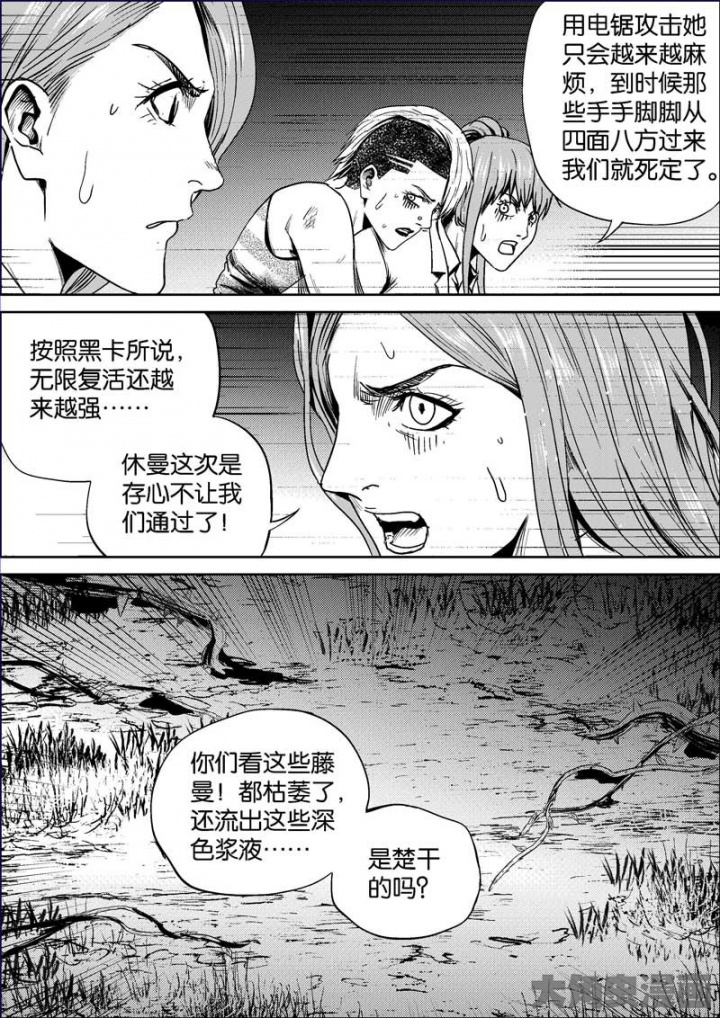 用电锯攻击她
只会越来越麻
烦，到时候那
些手手脚脚从
四面八方过来
我们就死定了。
按照黑卡所说，
无限复活还越
来越强……
休曼这次是
存心不让我
们通过了！
你们看这些藤
曼！都枯萎了，
还流出这些深
色浆液……
是楚干
的吗？